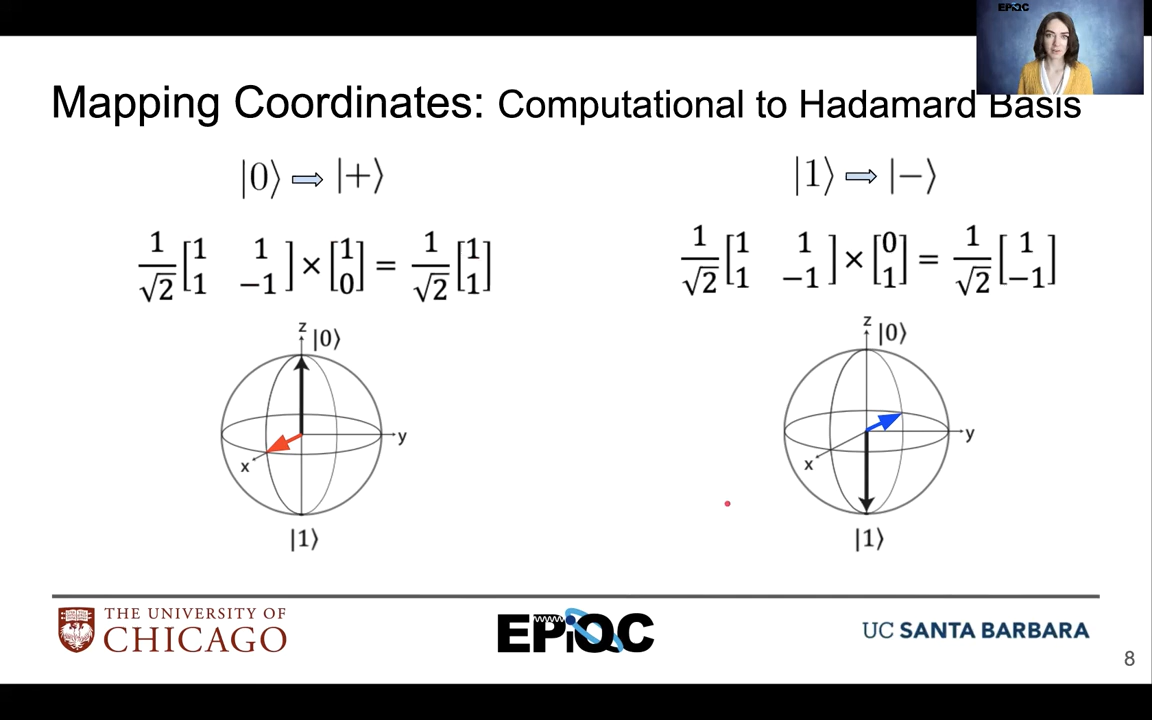 EPiQC
Mapping Coordinates: Computational to Hadamard Basis
|0⟩ ⇨ |+⟩
1/√2 [1 1; 1 −1] × [1; 0] = 1/√2 [1; 1]
z
|0⟩
y
x
|1⟩
|1⟩ ⇨ |−⟩
1/√2 [1 1; 1 −1] × [0; 1] = 1/√2 [1; −1]
z
|0⟩
y
x
|1⟩
THE UNIVERSITY OF
CHICAGO
EPiQC
UC SANTA BARBARA
8